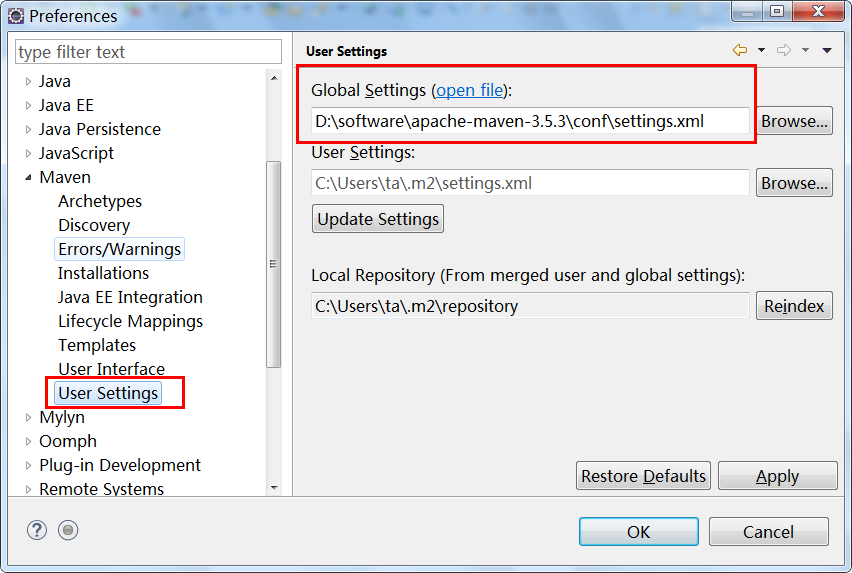 Preferences
type filter text
Java
Java EE
Java Persistence
JavaScript
Maven
Archetypes
Discovery
Errors/Warnings
Installations
Java EE Integration
Lifecycle Mappings
Templates
User Interface
User Settings
Mylyn
Oomph
Plug-in Development
Remote Systems
User Settings
Global Settings (open file):
D:\software\apache-maven-3.5.3\conf\settings.xml
Browse...
User Settings:
C:\Users\ta\.m2\settings.xml
Browse...
Update Settings
Local Repository (From merged user and global settings):
C:\Users\ta\.m2\repository
Reindex
Restore Defaults
Apply
OK
Cancel